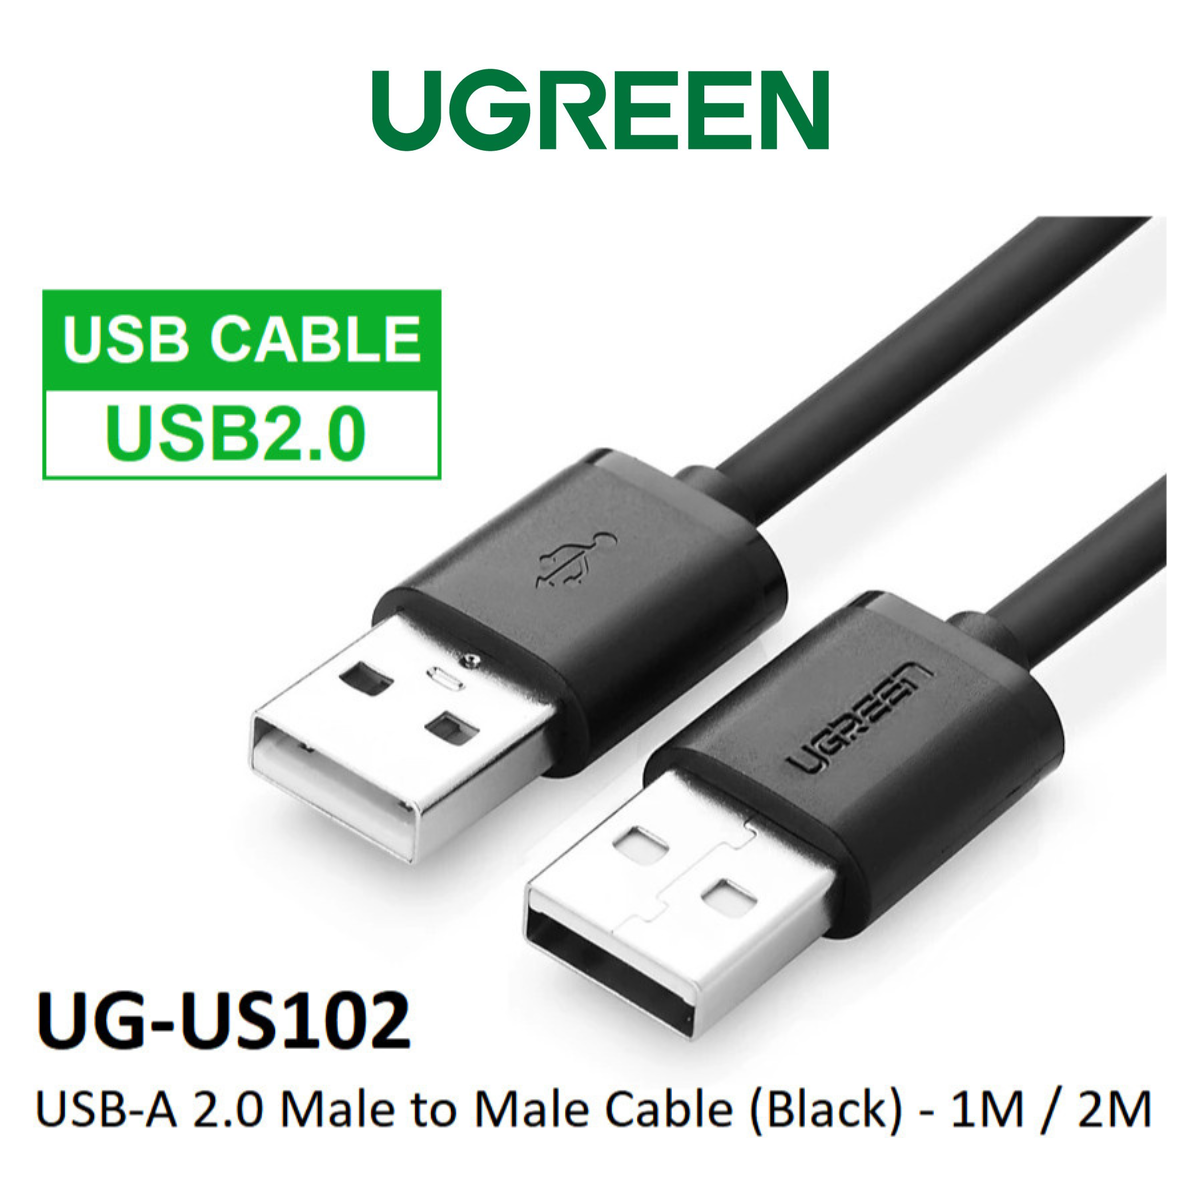 UGREEN
USB CABLE
USB2.0
UGREEN
UG-US102
USB-A 2.0 Male to Male Cable (Black) - 1M / 2M